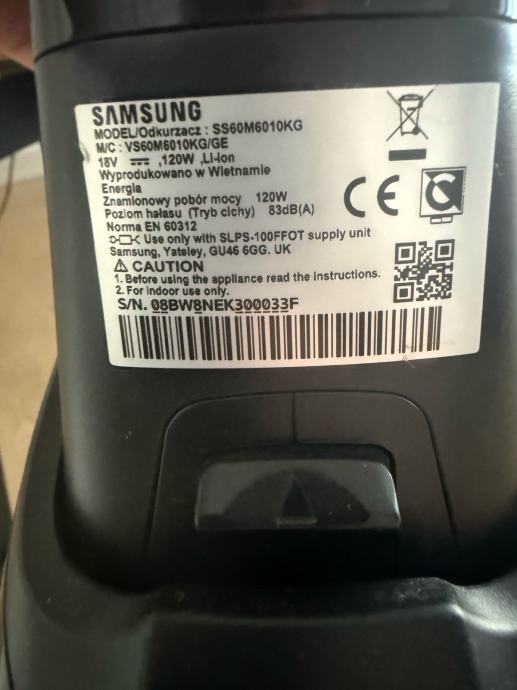 SAMSUNG
MODEL/Odkurzacz : SS60M6010KG
M/C : VS60M6010KG/GE
18V ⎓ ,120W ,Li-ion
Wyprodukowano w Wietnamie
Energia
Znamionowy pobór mocy 120W
Poziom hałasu (Tryb cichy) 83dB(A)
Norma EN 60312
Use only with SLPS-100FFOT supply unit
Samsung, Yateley, GU46 6GG. UK
⚠ CAUTION
1. Before using the appliance read the instructions.
2. For indoor use only.
S/N. 08BW8NEK300033F
CE